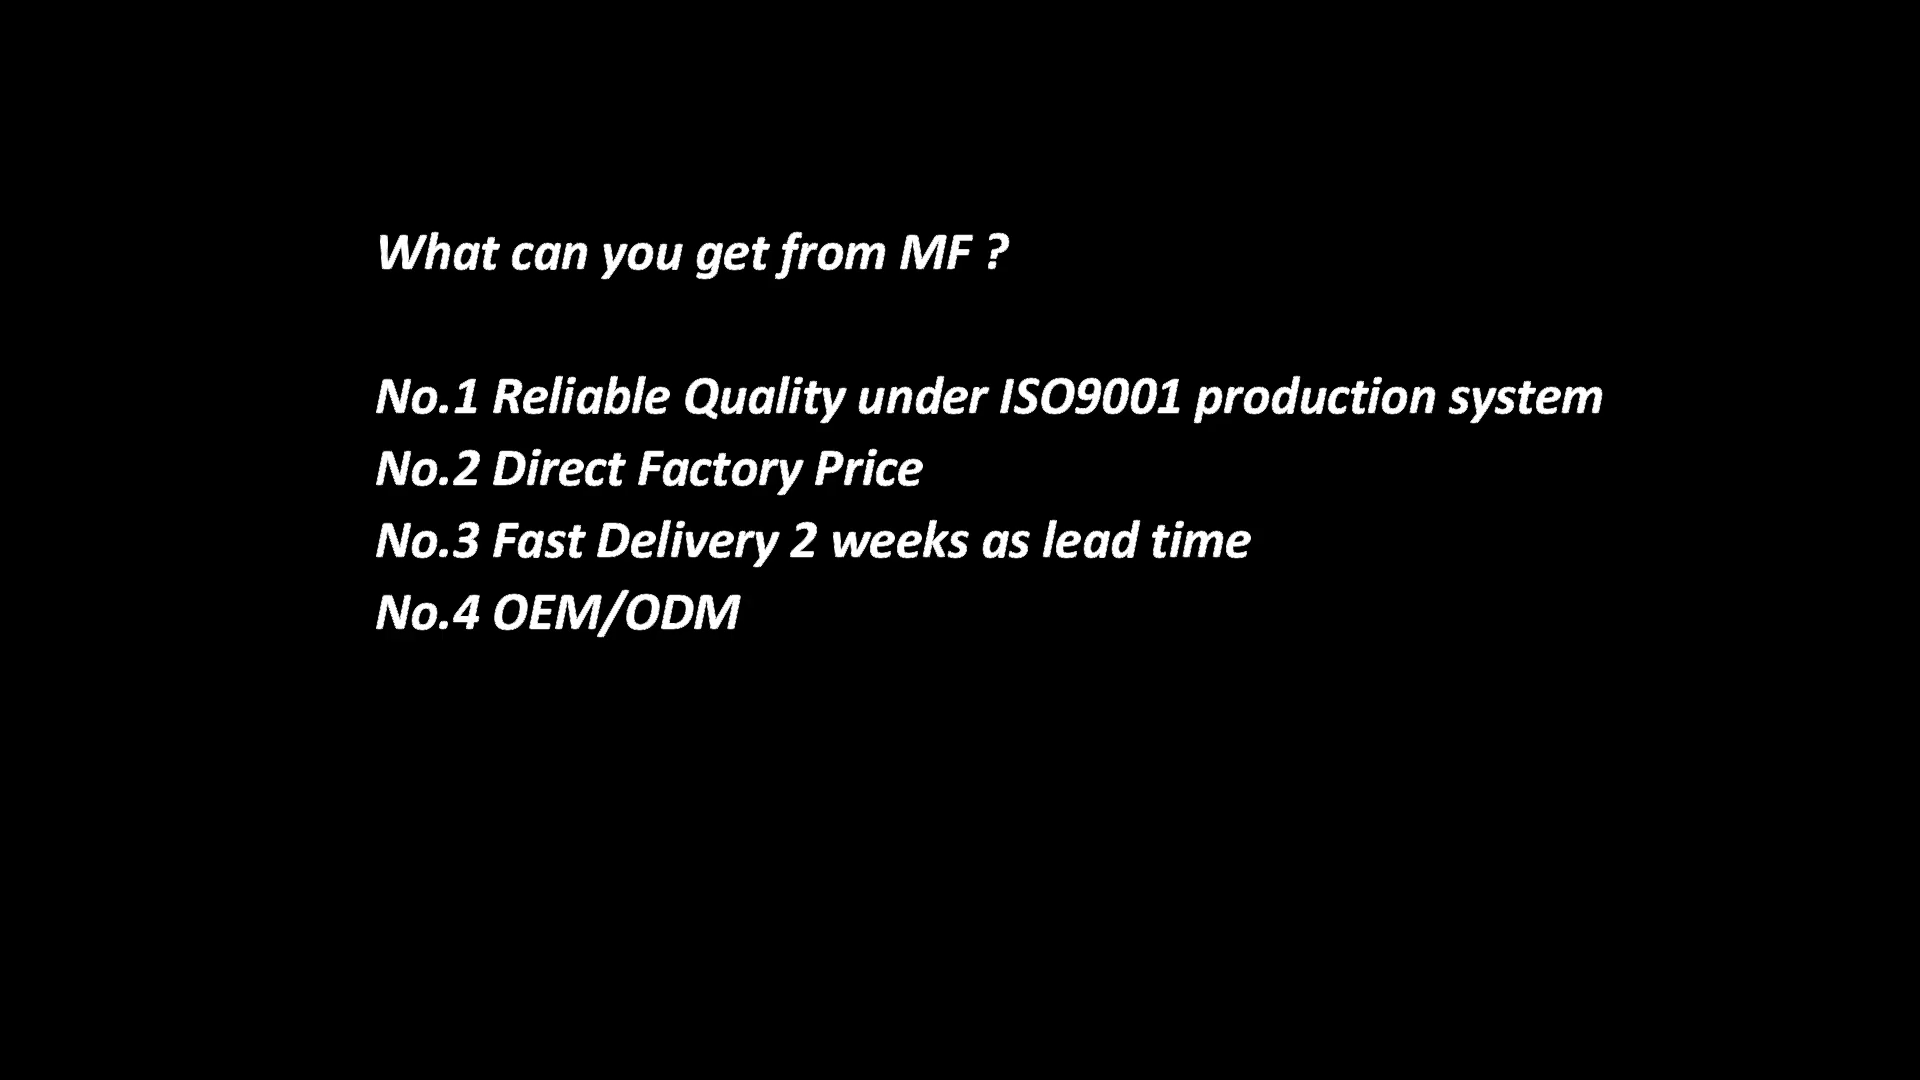 What can you get from MF ?
No.1 Reliable Quality under ISO9001 production system
No.2 Direct Factory Price
No.3 Fast Delivery 2 weeks as lead time
No.4 OEM/ODM